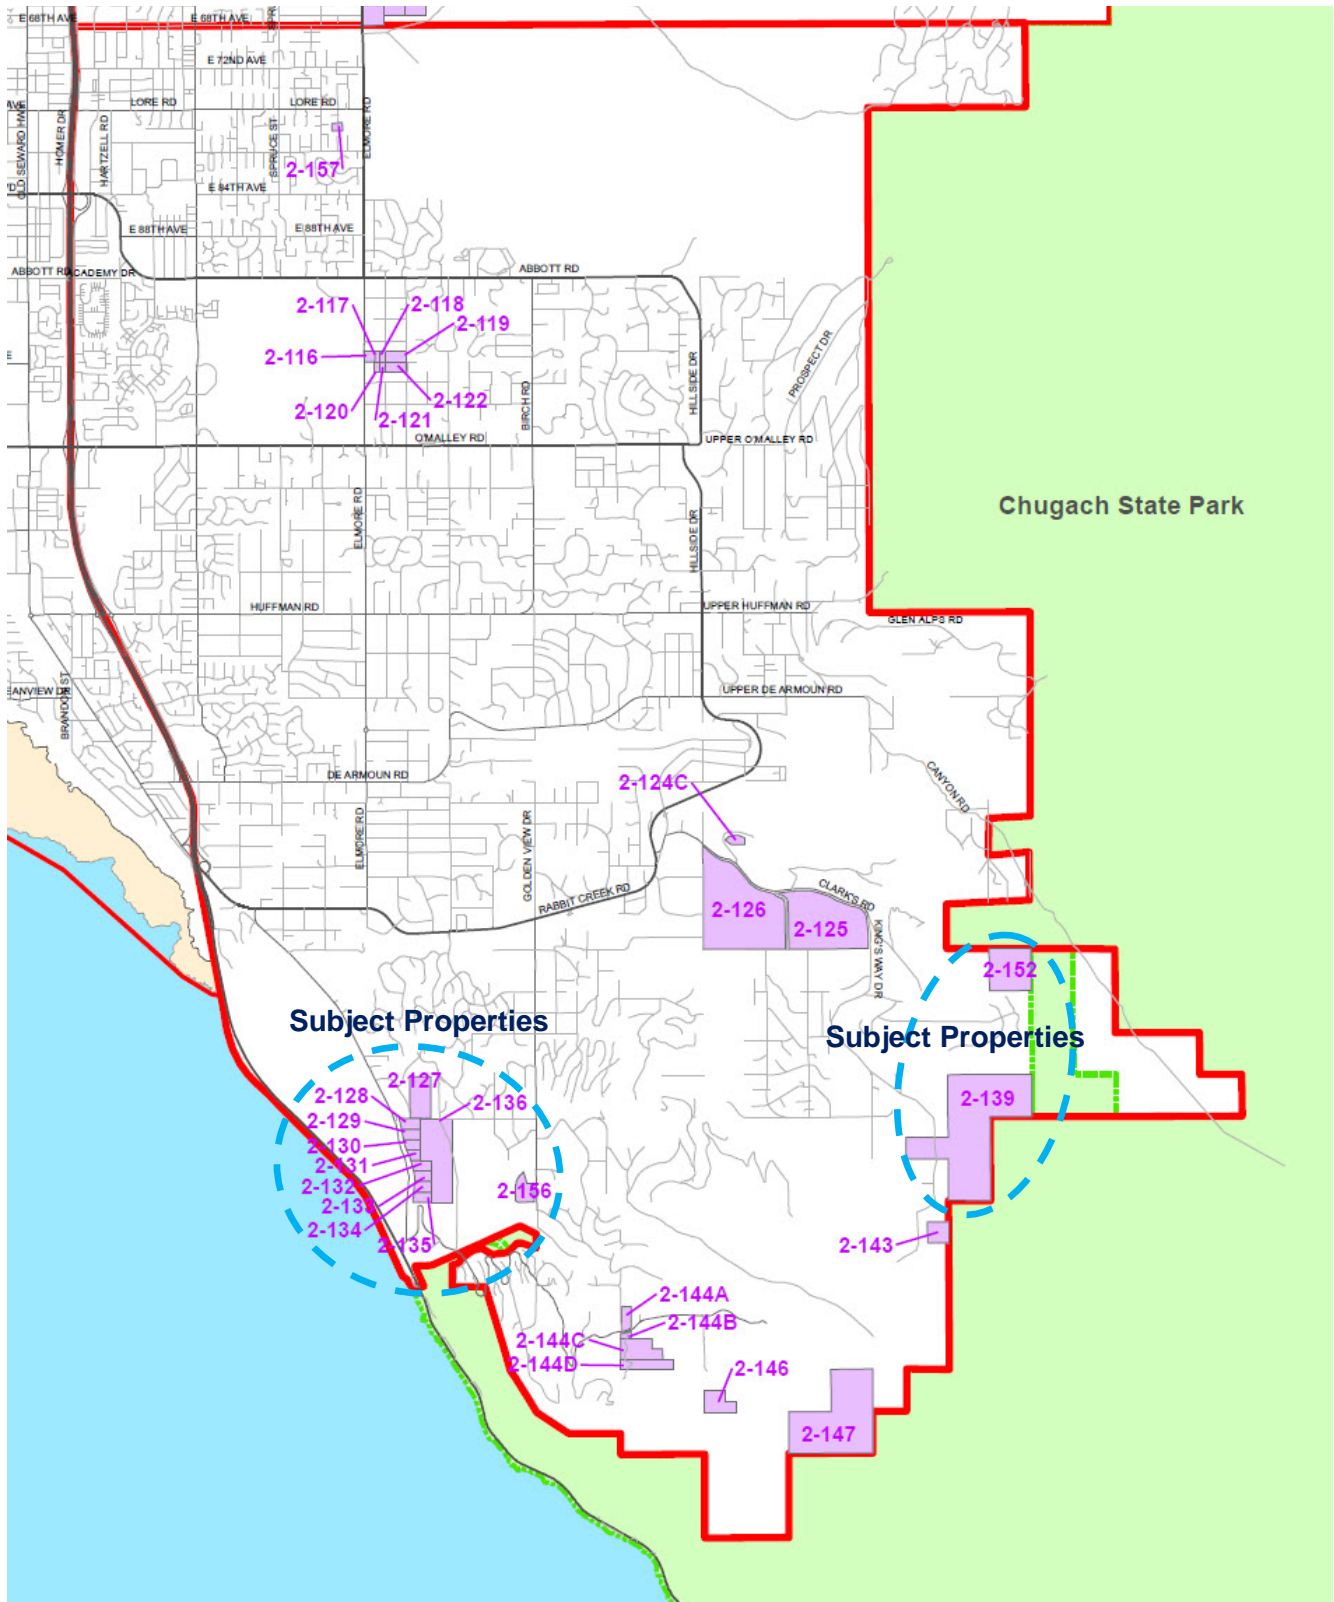 E 68TH AVE
E 68TH AVE
E 72ND AVE
LORE RD
LORE RD
OLD SEWARD HWY
HOMER DR
HARTZELL RD
SPRUCE ST
ELMORE RD
2-157
E 84TH AVE
E 88TH AVE
E 88TH AVE
ABBOTT RD
ACADEMY DR
ABBOTT RD
2-117
2-118
2-119
2-116
2-120
2-121
2-122
BIRCH RD
HILLSIDE DR
PROSPECT DR
O'MALLEY RD
UPPER O'MALLEY RD
Chugach State Park
ELMORE RD
HILLSIDE DR
HUFFMAN RD
UPPER HUFFMAN RD
GLEN ALPS RD
EANVIEW DR
BRANDON ST
UPPER DE ARMOUN RD
DE ARMOUN RD
CANYON RD
2-124C
ELMORE RD
GOLDEN VIEW DR
RABBIT CREEK RD
CLARK'S RD
2-126
2-125
KING'S WAY DR
2-152
Subject Properties
Subject Properties
2-127
2-128
2-136
2-139
2-129
2-130
2-131
2-132
2-156
2-133
2-134
2-135
2-143
2-144A
2-144B
2-144C
2-144D
2-146
2-147